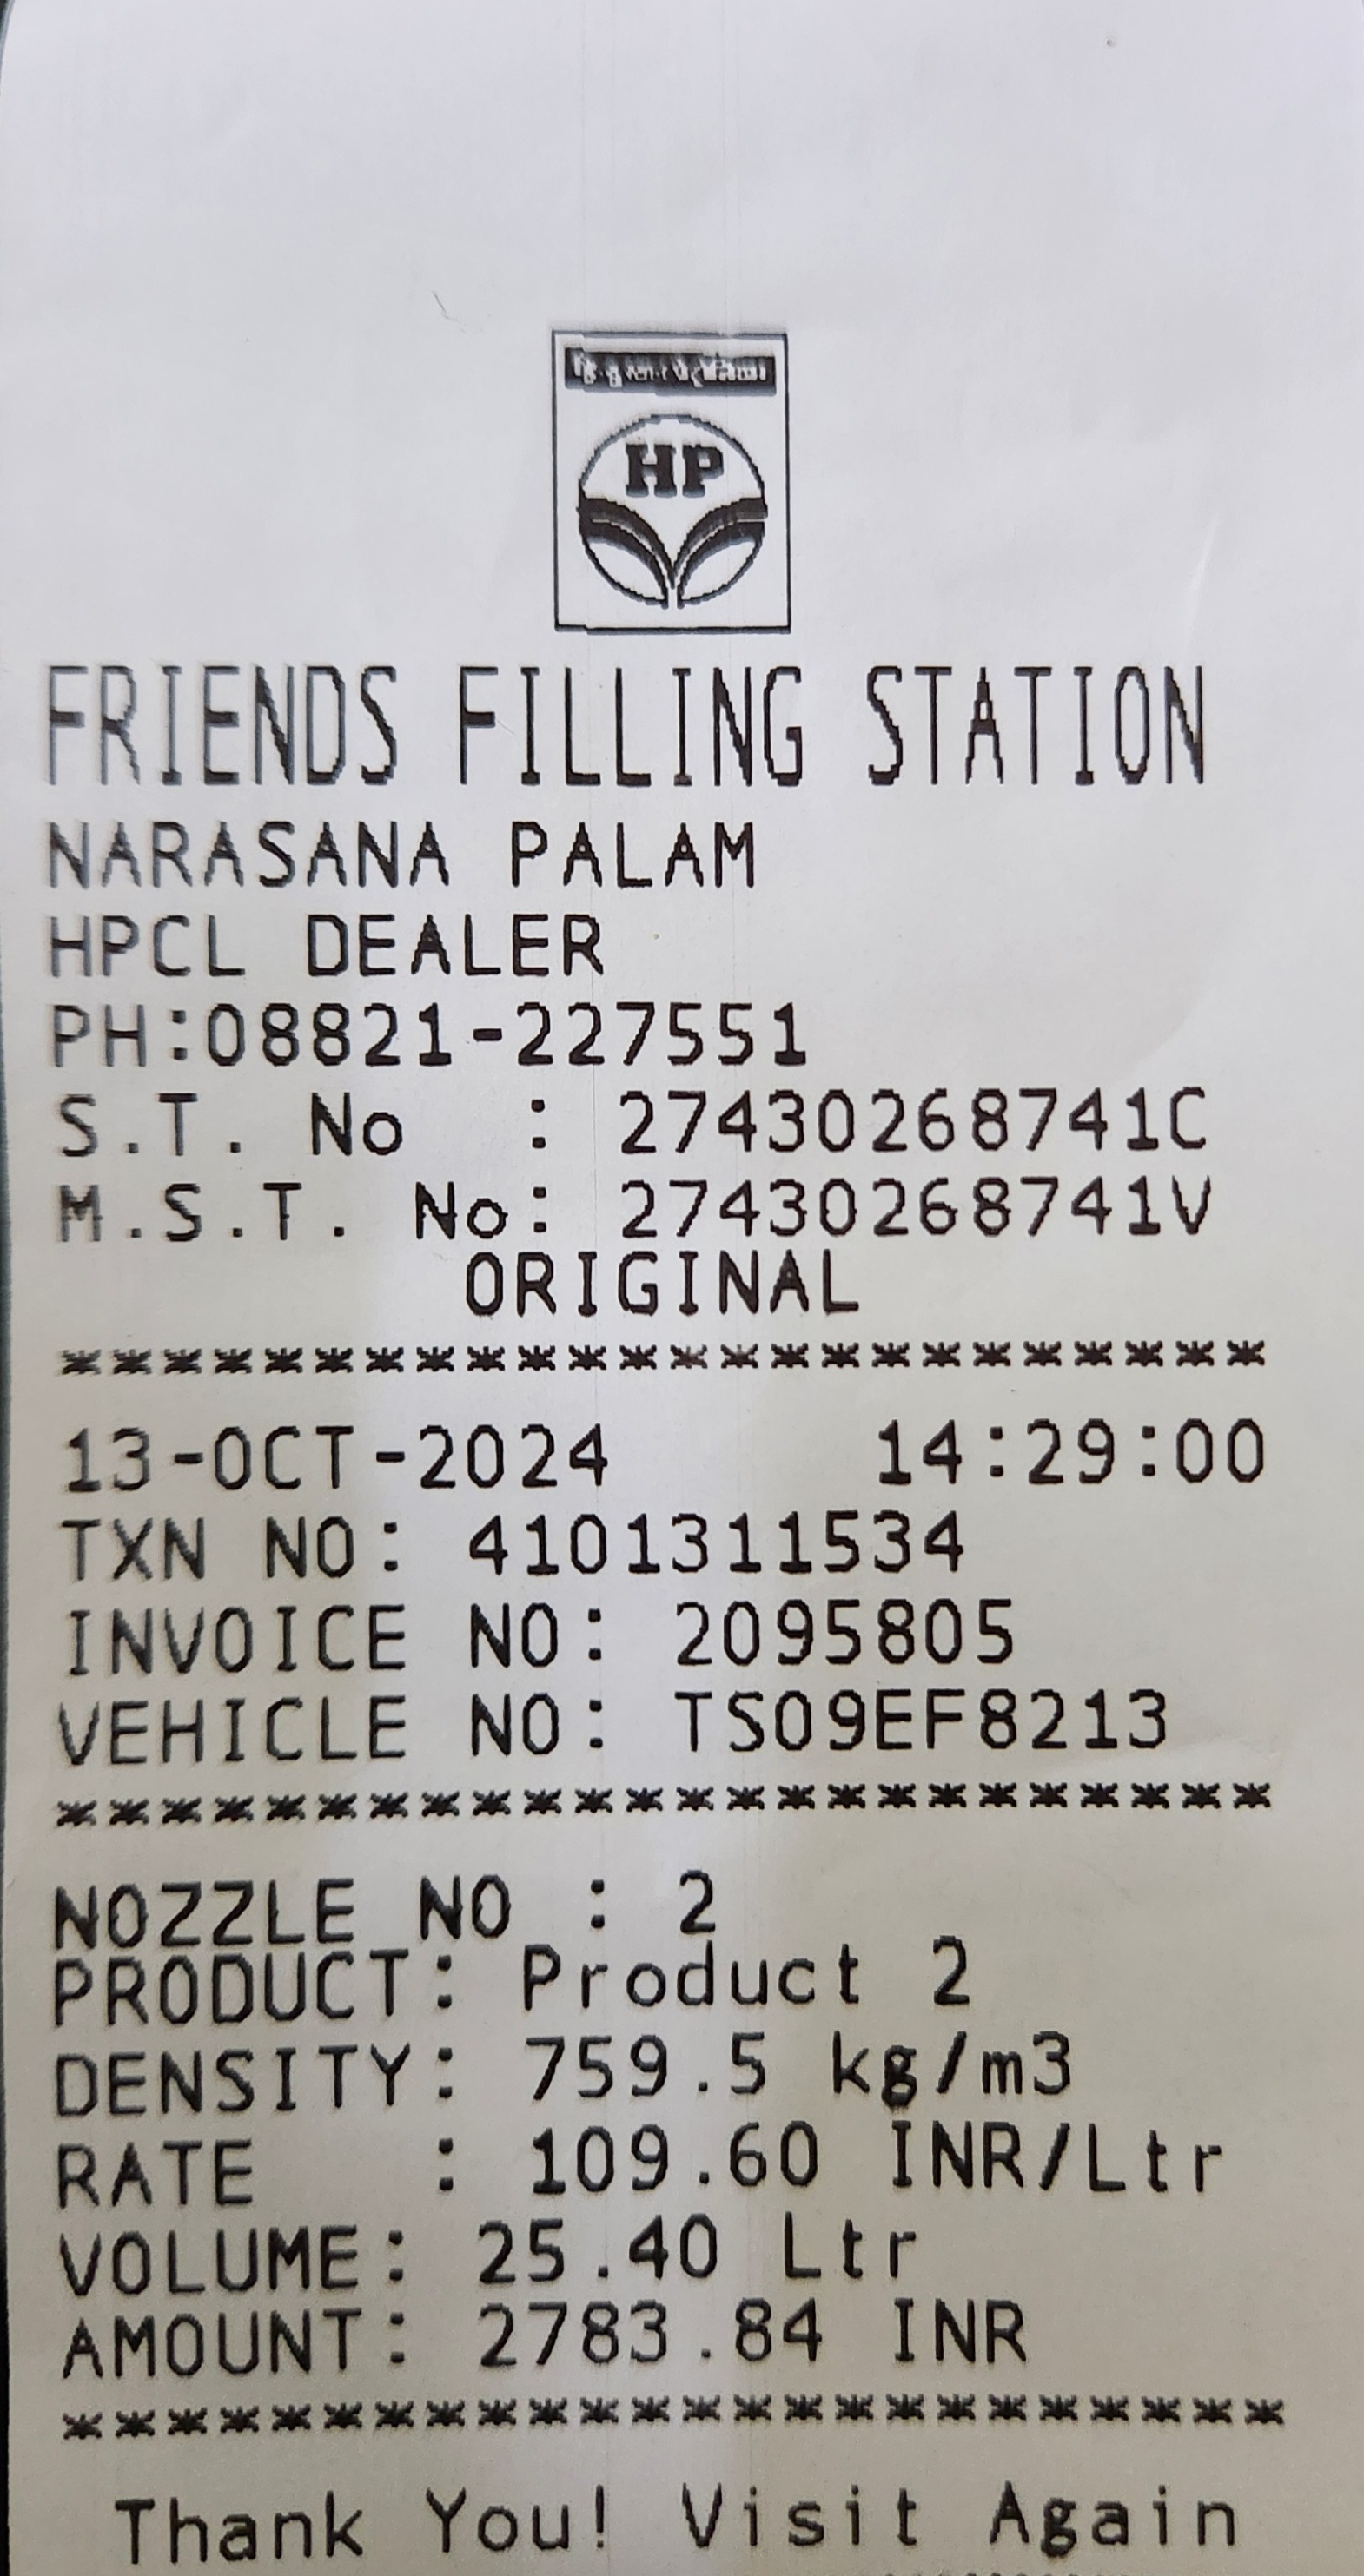 HP
FRIENDS FILLING STATION
NARASANA PALAM
HPCL DEALER
PH:08821-227551
S.T. No : 27430268741C
M.S.T. No: 27430268741V
ORIGINAL
************************
13-OCT-2024 14:29:00
TXN NO: 4101311534
INVOICE NO: 2095805
VEHICLE NO: TS09EF8213
************************
NOZZLE NO : 2
PRODUCT: Product 2
DENSITY: 759.5 kg/m3
RATE : 109.60 INR/Ltr
VOLUME: 25.40 Ltr
AMOUNT: 2783.84 INR
************************
Thank You! Visit Again